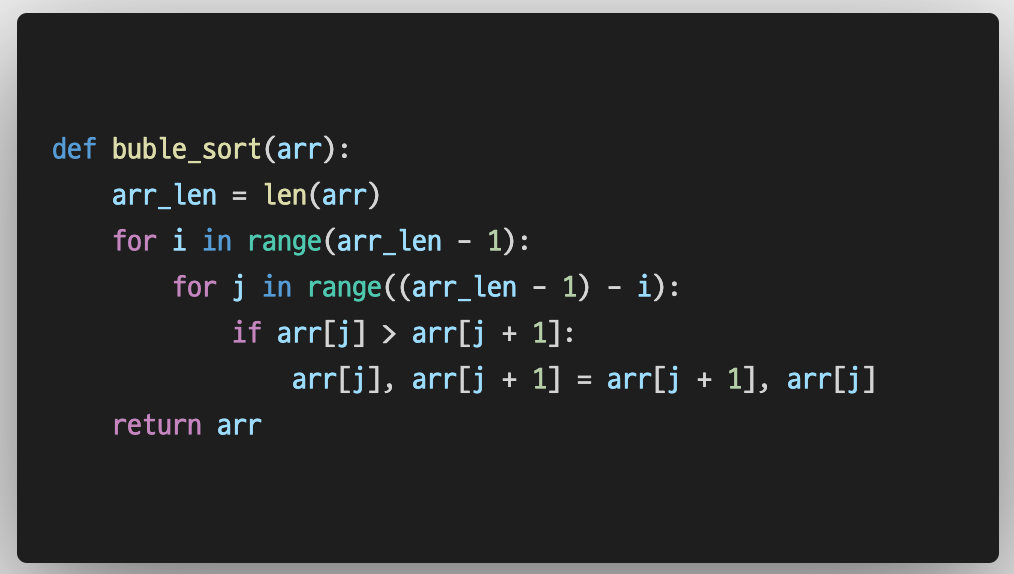 def buble_sort(arr):
    arr_len = len(arr)
    for i in range(arr_len - 1):
        for j in range((arr_len - 1) - i):
            if arr[j] > arr[j + 1]:
                arr[j], arr[j + 1] = arr[j + 1], arr[j]
    return arr